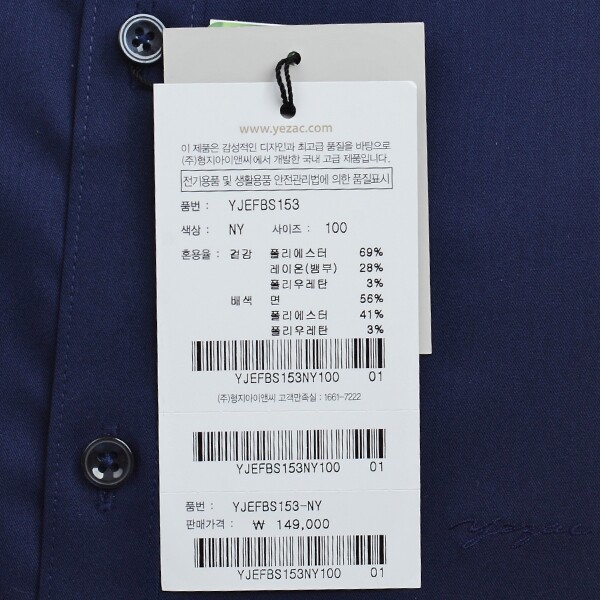 www.yezac.com
이 제품은 감성적인 디자인과 최고급 품질을 바탕으로
(주)형지아이앤씨에서 개발한 국내 고급 제품입니다.
전기용품 및 생활용품 안전관리법에 의한 품질표시
품번 : YJEFBS153
색상 : NY 사이즈 : 100
혼용율 : 겉감 폴리에스터 69%
레이온(뱀부) 28%
폴리우레탄 3%
배색 면 56%
폴리에스터 41%
폴리우레탄 3%
YJEFBS153NY100 01
(주)형지아이앤씨 고객만족실 : 1661-7222
YJEFBS153NY100 01
품번 : YJEFBS153-NY
판매가격 : ₩ 149,000
YJEFBS153NY100 01
yezac